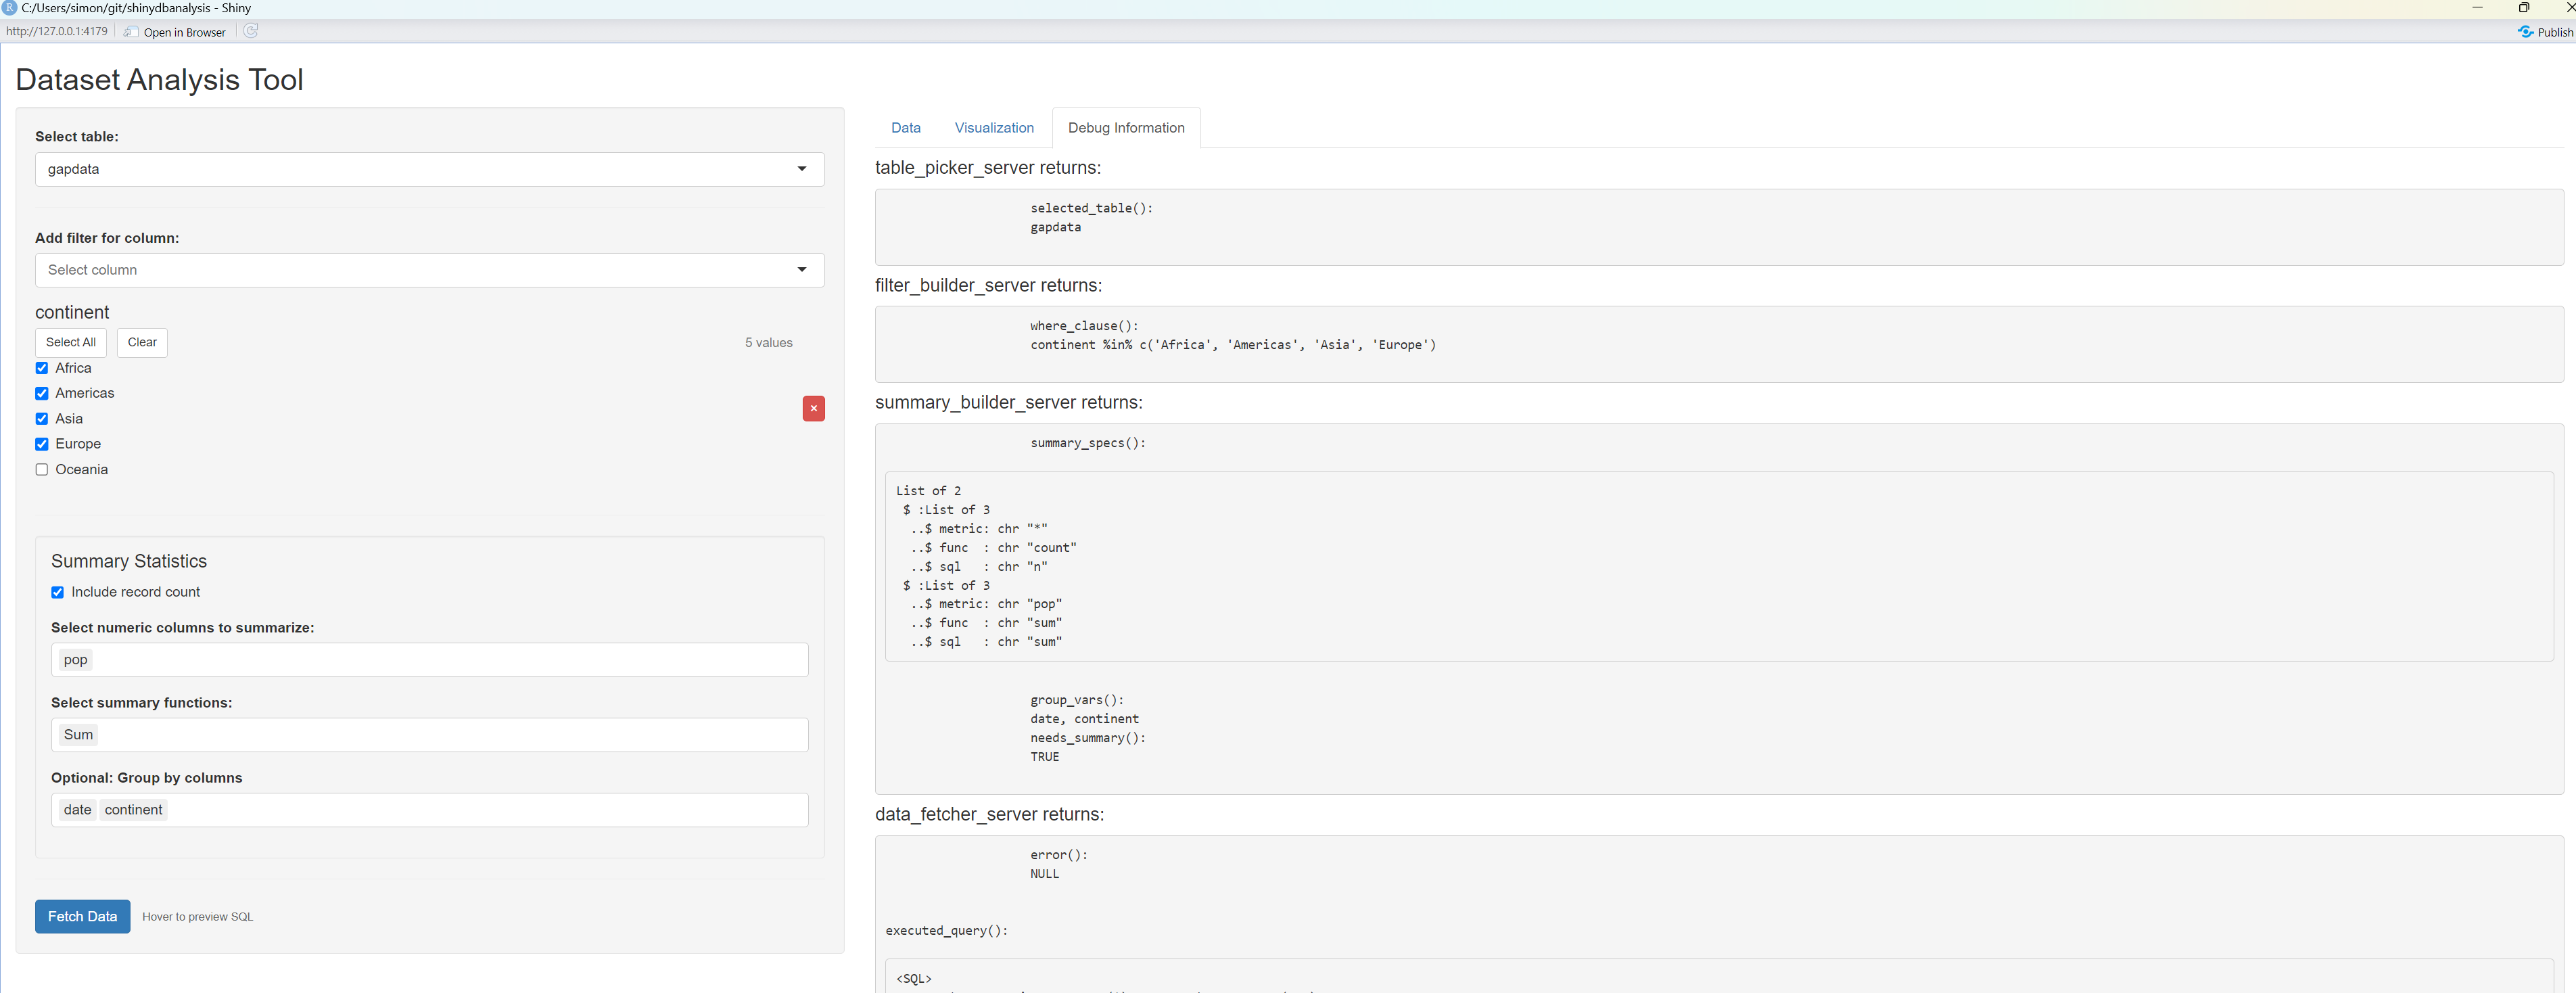 C:/Users/simon/git/shinydbanalysis - Shiny
http://127.0.0.1:4179
Open in Browser
Publish
Dataset Analysis Tool
Select table:
gapdata
Add filter for column:
Select column
continent
Select All
Clear
5 values
Africa
Americas
Asia
Europe
Oceania
Summary Statistics
Include record count
Select numeric columns to summarize:
pop
Select summary functions:
Sum
Optional: Group by columns
date continent
Fetch Data
Hover to preview SQL
Data
Visualization
Debug Information
table_picker_server returns:
selected_table():
gapdata
filter_builder_server returns:
where_clause():
continent %in% c('Africa', 'Americas', 'Asia', 'Europe')
summary_builder_server returns:
summary_specs():
List of 2
$ :List of 3
..$ metric: chr "*"
..$ func  : chr "count"
..$ sql   : chr "n"
$ :List of 3
..$ metric: chr "pop"
..$ func  : chr "sum"
..$ sql   : chr "sum"
group_vars():
date, continent
needs_summary():
TRUE
data_fetcher_server returns:
error():
NULL
executed_query():
<SQL>